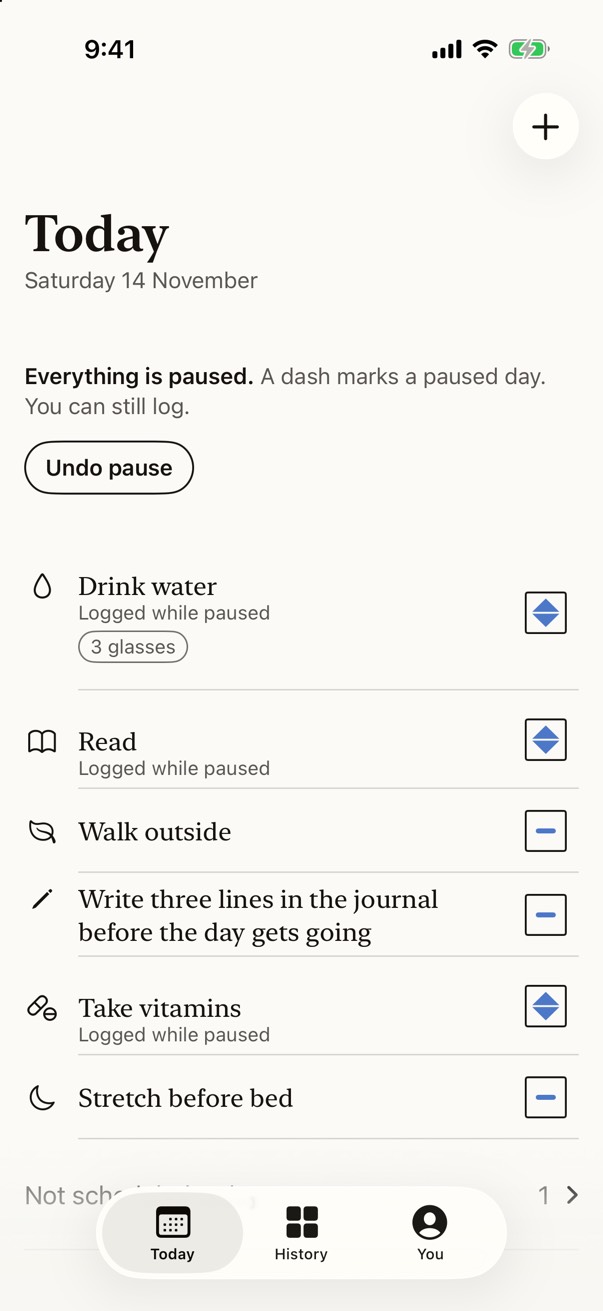 9:41
Today
Saturday 14 November
Everything is paused. A dash marks a paused day.
You can still log.
Undo pause
Drink water
Logged while paused
3 glasses
Read
Logged while paused
Walk outside
Write three lines in the journal
before the day gets going
Take vitamins
Logged while paused
Stretch before bed
Not
1
Today
History
You